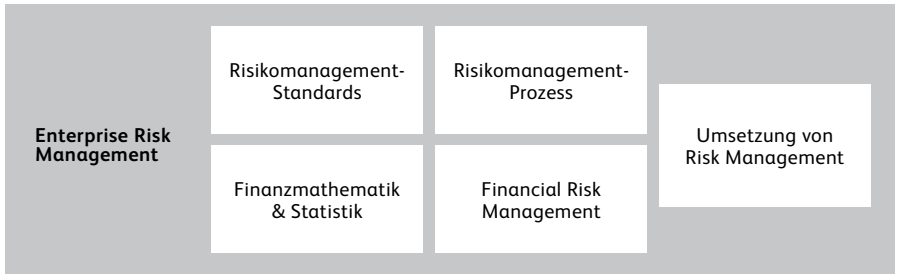 Enterprise Risk
Management
Risikomanagement-
Standards
Risikomanagement-
Prozess
Finanzmathematik
& Statistik
Financial Risk
Management
Umsetzung von
Risk Management